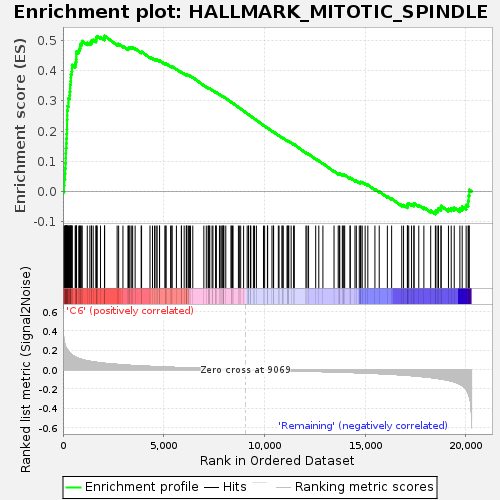 Enrichment plot: HALLMARK_MITOTIC_SPINDLE
Enrichment score (ES)
0.5
0.4
0.3
0.2
0.1
0.0
-0.1
Ranked list metric (Signal2Noise)
'C6' (positively correlated)
0.6
0.4
0.2
0.0
-0.2
-0.4
-0.6
Zero cross at 9069
'Remaining' (negatively correlated)
0
5,000
10,000
15,000
20,000
Rank in Ordered Dataset
Enrichment profile
Hits
Ranking metric scores